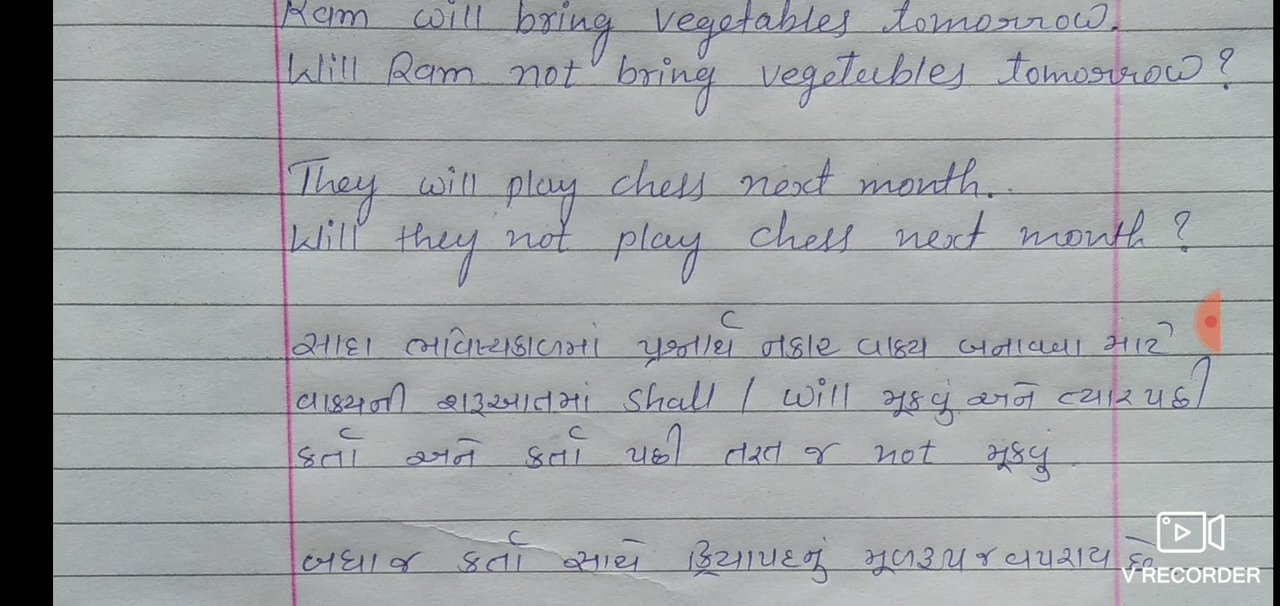 Ram will bring vegetables tomorrow.
Will Ram not bring vegetables tomorrow?
They will play chess next month.
Will they not play chess next month?
સાદા ભવિષ્યકાળમાં પ્રશ્નાર્થ નકાર વાક્ય બનાવવા માટે
વાક્યની શરૂઆતમાં shall / will મૂકવું અને ત્યાર પછી
કર્તા અને કર્તા પછી તરત જ not મૂકવું
બધા જ કર્તા સાથે ક્રિયાપદનું મૂળરૂપ જ વપરાય છે
V RECORDER